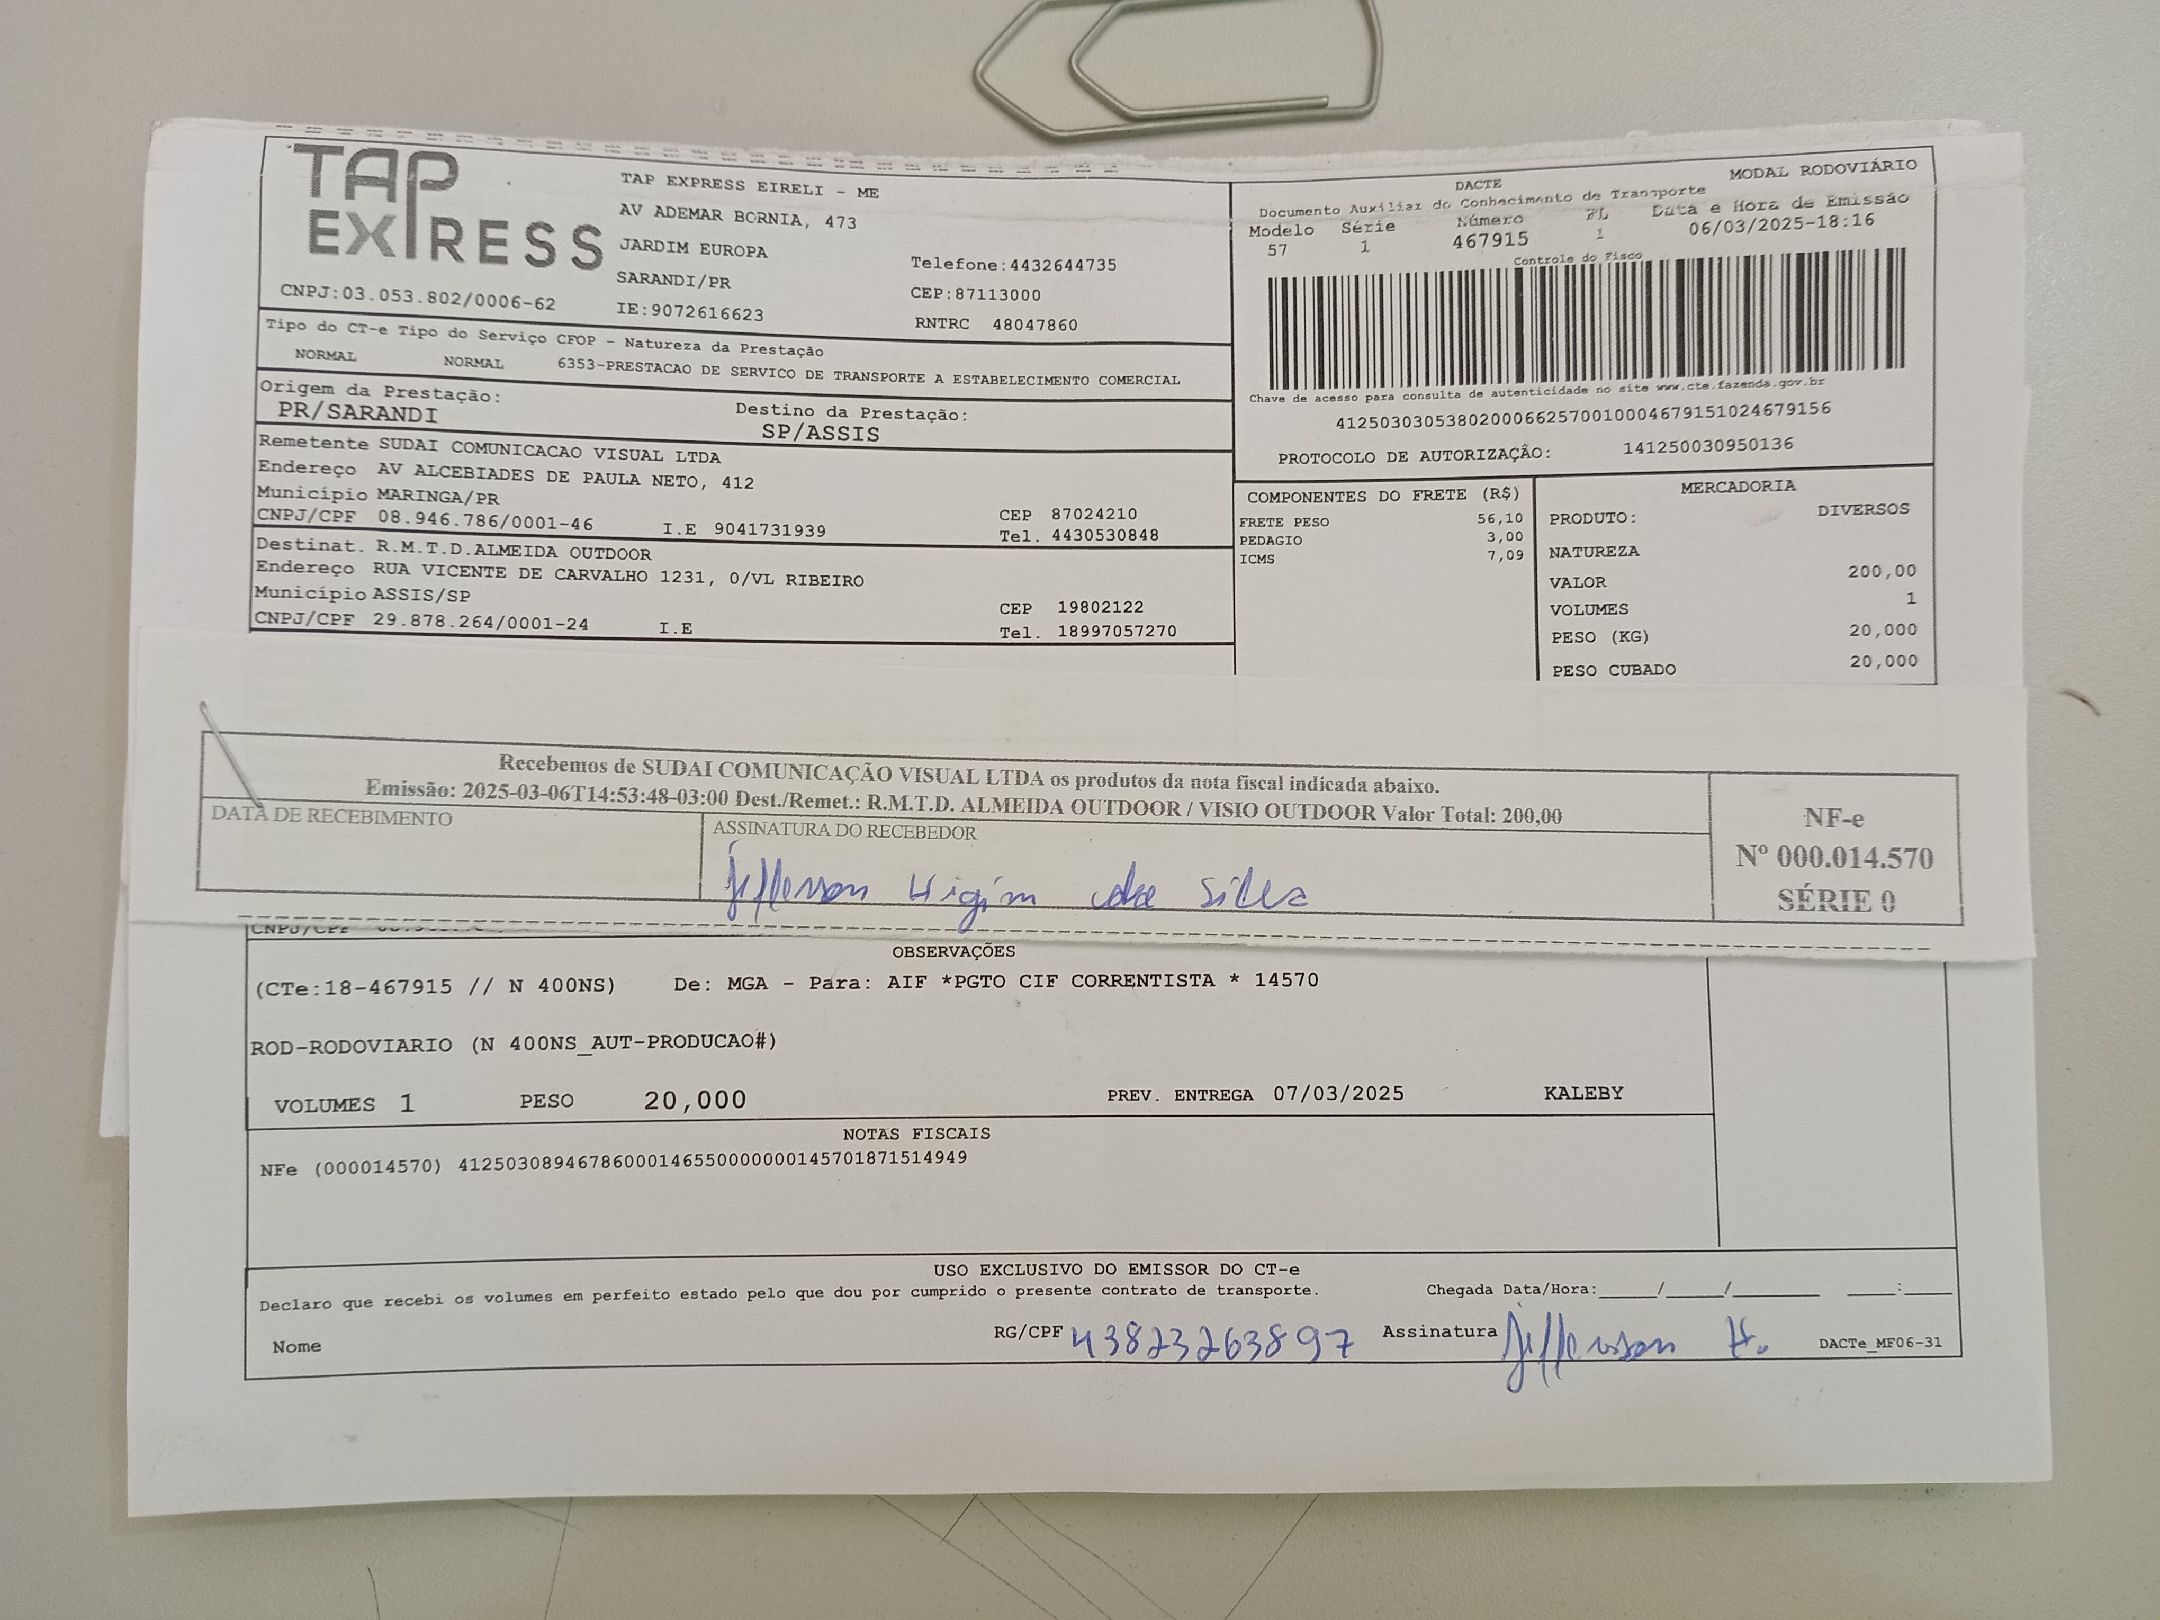 TAP
EXPRESS
CNPJ:03.053.802/0006-62
TAP EXPRESS EIRELI - ME
AV ADEMAR BORNIA, 473
JARDIM EUROPA
SARANDI/PR
IE:9072616623
Telefone:4432644735
CEP:87113000
RNTRC 48047860
MODAL RODOVIÁRIO
DACTE
Documento Auxiliar do Conhecimento de Transporte
Modelo Série Número FL Data e Hora de Emissão
57 1 467915 1 06/03/2025-18:16
Controle do Fisco
Chave de acesso para consulta de autenticidade no site www.cte.fazenda.gov.br
41250303053802000662570010004679151024679156
PROTOCOLO DE AUTORIZAÇÃO: 141250030950136
Tipo do CT-e Tipo do Serviço CFOP - Natureza da Prestação
NORMAL NORMAL 6353-PRESTACAO DE SERVICO DE TRANSPORTE A ESTABELECIMENTO COMERCIAL
Origem da Prestação: Destino da Prestação:
PR/SARANDI SP/ASSIS
Remetente SUDAI COMUNICACAO VISUAL LTDA
Endereço AV ALCEBIADES DE PAULA NETO, 412
Município MARINGA/PR CEP 87024210
CNPJ/CPF 08.946.786/0001-46 I.E 9041731939 Tel. 4430530848
Destinat. R.M.T.D.ALMEIDA OUTDOOR
Endereço RUA VICENTE DE CARVALHO 1231, 0/VL RIBEIRO
Município ASSIS/SP CEP 19802122
CNPJ/CPF 29.878.264/0001-24 I.E Tel. 18997057270
COMPONENTES DO FRETE (R$)
FRETE PESO 56,10
PEDAGIO 3,00
ICMS 7,09
MERCADORIA
PRODUTO: DIVERSOS
NATUREZA
VALOR 200,00
VOLUMES 1
PESO (KG) 20,000
PESO CUBADO 20,000
Recebemos de SUDAI COMUNICAÇÃO VISUAL LTDA os produtos da nota fiscal indicada abaixo.
Emissão: 2025-03-06T14:53:48-03:00 Dest./Remet.: R.M.T.D. ALMEIDA OUTDOOR / VISIO OUTDOOR Valor Total: 200,00
DATA DE RECEBIMENTO ASSINATURA DO RECEBEDOR
Jefferson Higin da Silva
NF-e
Nº 000.014.570
SÉRIE 0
CNPJ/CPF
OBSERVAÇÕES
(CTe:18-467915 // N 400NS) De: MGA - Para: AIF *PGTO CIF CORRENTISTA * 14570
ROD-RODOVIARIO (N 400NS_AUT-PRODUCAO#)
VOLUMES 1 PESO 20,000 PREV. ENTREGA 07/03/2025 KALEBY
NOTAS FISCAIS
NFe (000014570) 41250308946786000146550000000145701871514949
USO EXCLUSIVO DO EMISSOR DO CT-e
Declaro que recebi os volumes em perfeito estado pelo que dou por cumprido o presente contrato de transporte. Chegada Data/Hora:_____/_____/_______ ____:____
Nome RG/CPF 43823263897 Assinatura Jefferson H. DACTe_MF06-31